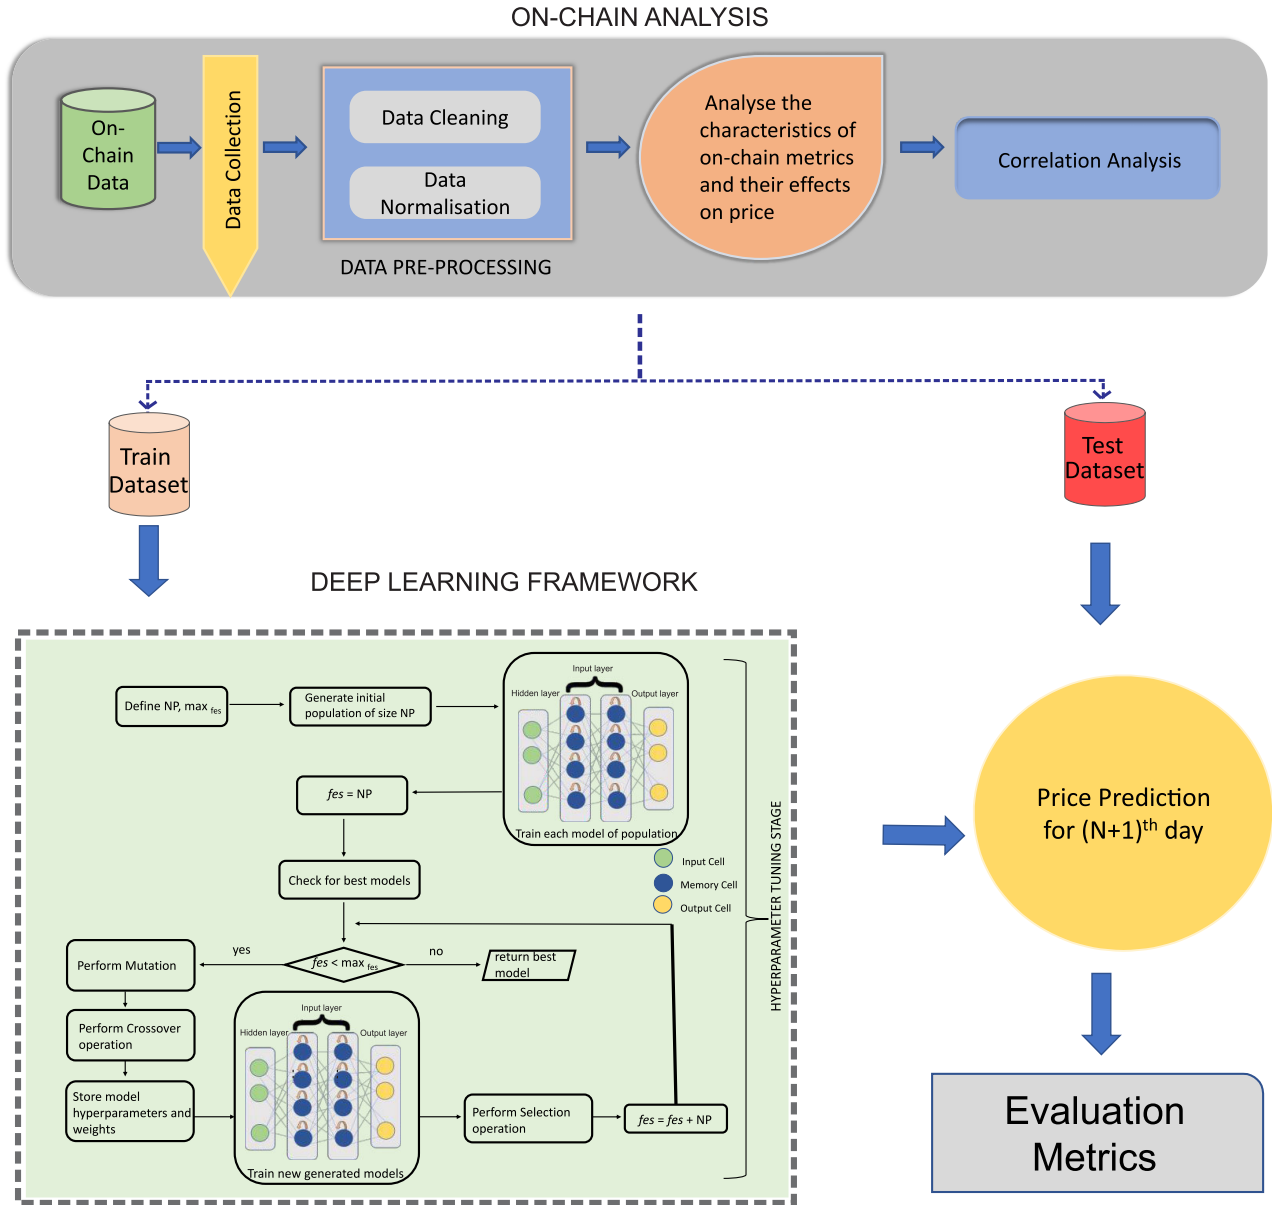 ON-CHAIN ANALYSIS
On-
Chain
Data
Data Collection
Data Cleaning
Data
Normalisation
DATA PRE-PROCESSING
Analyse the
characteristics of
on-chain metrics
and their effects
on price
Correlation Analysis
Train
Dataset
Test
Dataset
DEEP LEARNING FRAMEWORK
Define NP, max fes
Generate initial
population of size NP
Input layer
Hidden layer
Output layer
Train each model of population
fes = NP
Input Cell
Memory Cell
Output Cell
Check for best models
yes
fes < max fes
no
return best
model
Perform Mutation
Perform Crossover
operation
Store model
hyperparameters and
weights
Input layer
Hidden layer
Output layer
Train new generated models
Perform Selection
operation
fes = fes + NP
HYPERPARAMETER TUNING STAGE
Price Prediction
for (N+1)th day
Evaluation
Metrics